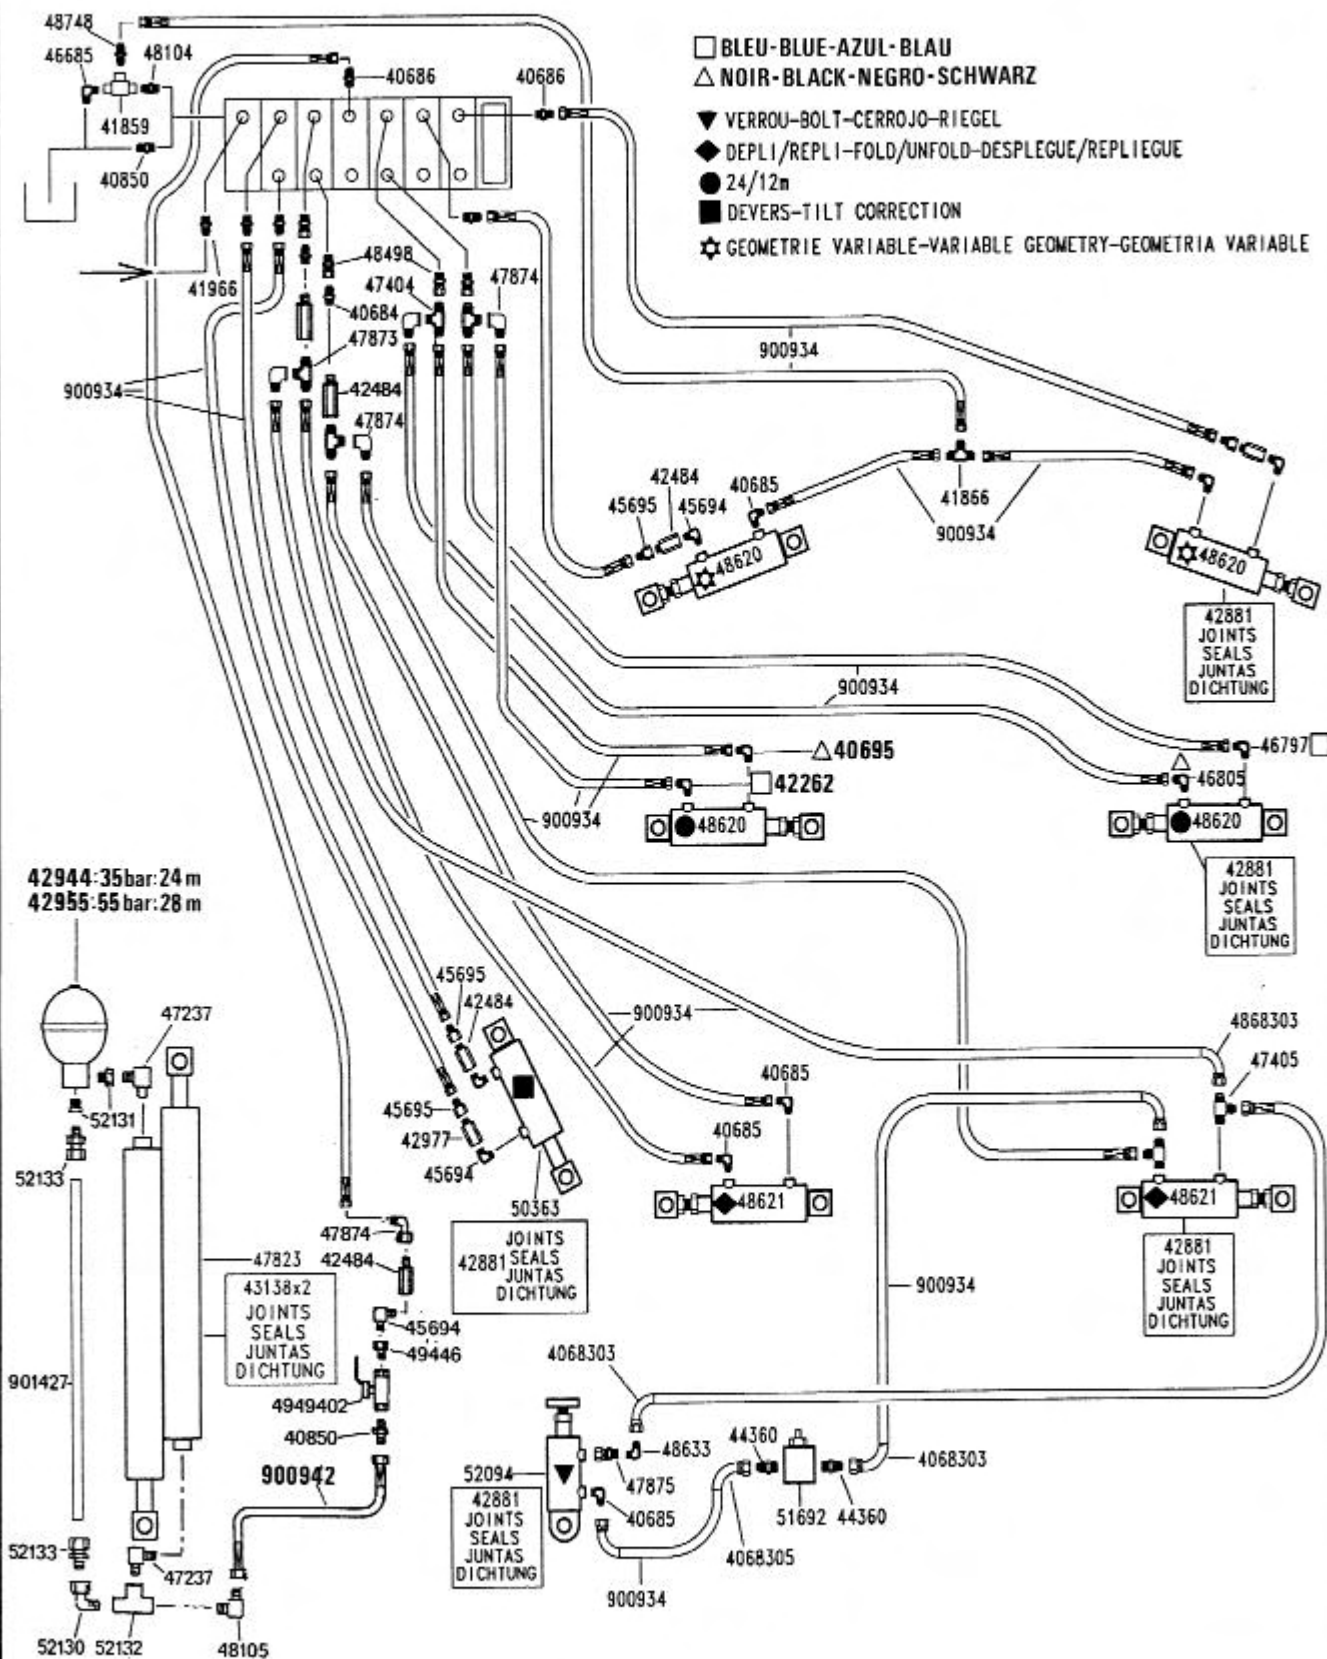 48748
46685
48104
40686
40686
41859
40850
□ BLEU-BLUE-AZUL-BLAU
△ NOIR-BLACK-NEGRO-SCHWARZ
▼ VERROU-BOLT-CERROJO-RIEGEL
◆ DEPLI/REPLI-FOLD/UNFOLD-DESPLEGUE/REPLIEGUE
● 24/12m
■ DEVERS-TILT CORRECTION
✡ GEOMETRIE VARIABLE-VARIABLE GEOMETRY-GEOMETRIA VARIABLE
41966
48498
47404
47874
40684
47873
900934
900934
42484
47874
42484
40685
45695
45694
41866
900934
48620
48620
42881
JOINTS
SEALS
JUNTAS
DICHTUNG
900934
△ 40695
46797 □
△
46805
□ 42262
900934
48620
48620
42881
JOINTS
SEALS
JUNTAS
DICHTUNG
42944:35bar:24m
42955:55bar:28m
45695
42484
47237
900934
4868303
47405
52131
40685
45695
42977
40685
45694
52133
48621
48621
50363
42881
JOINTS
SEALS
JUNTAS
DICHTUNG
47874
47823
42484
42881
JOINTS
SEALS
JUNTAS
DICHTUNG
43138x2
JOINTS
SEALS
JUNTAS
DICHTUNG
900934
45694
49446
4068303
901427
4949402
40850
48633
44360
4068303
900942
52094
47875
42881
JOINTS
SEALS
JUNTAS
DICHTUNG
40685
51692
44360
52133
4068305
47237
900934
52130
52132
48105